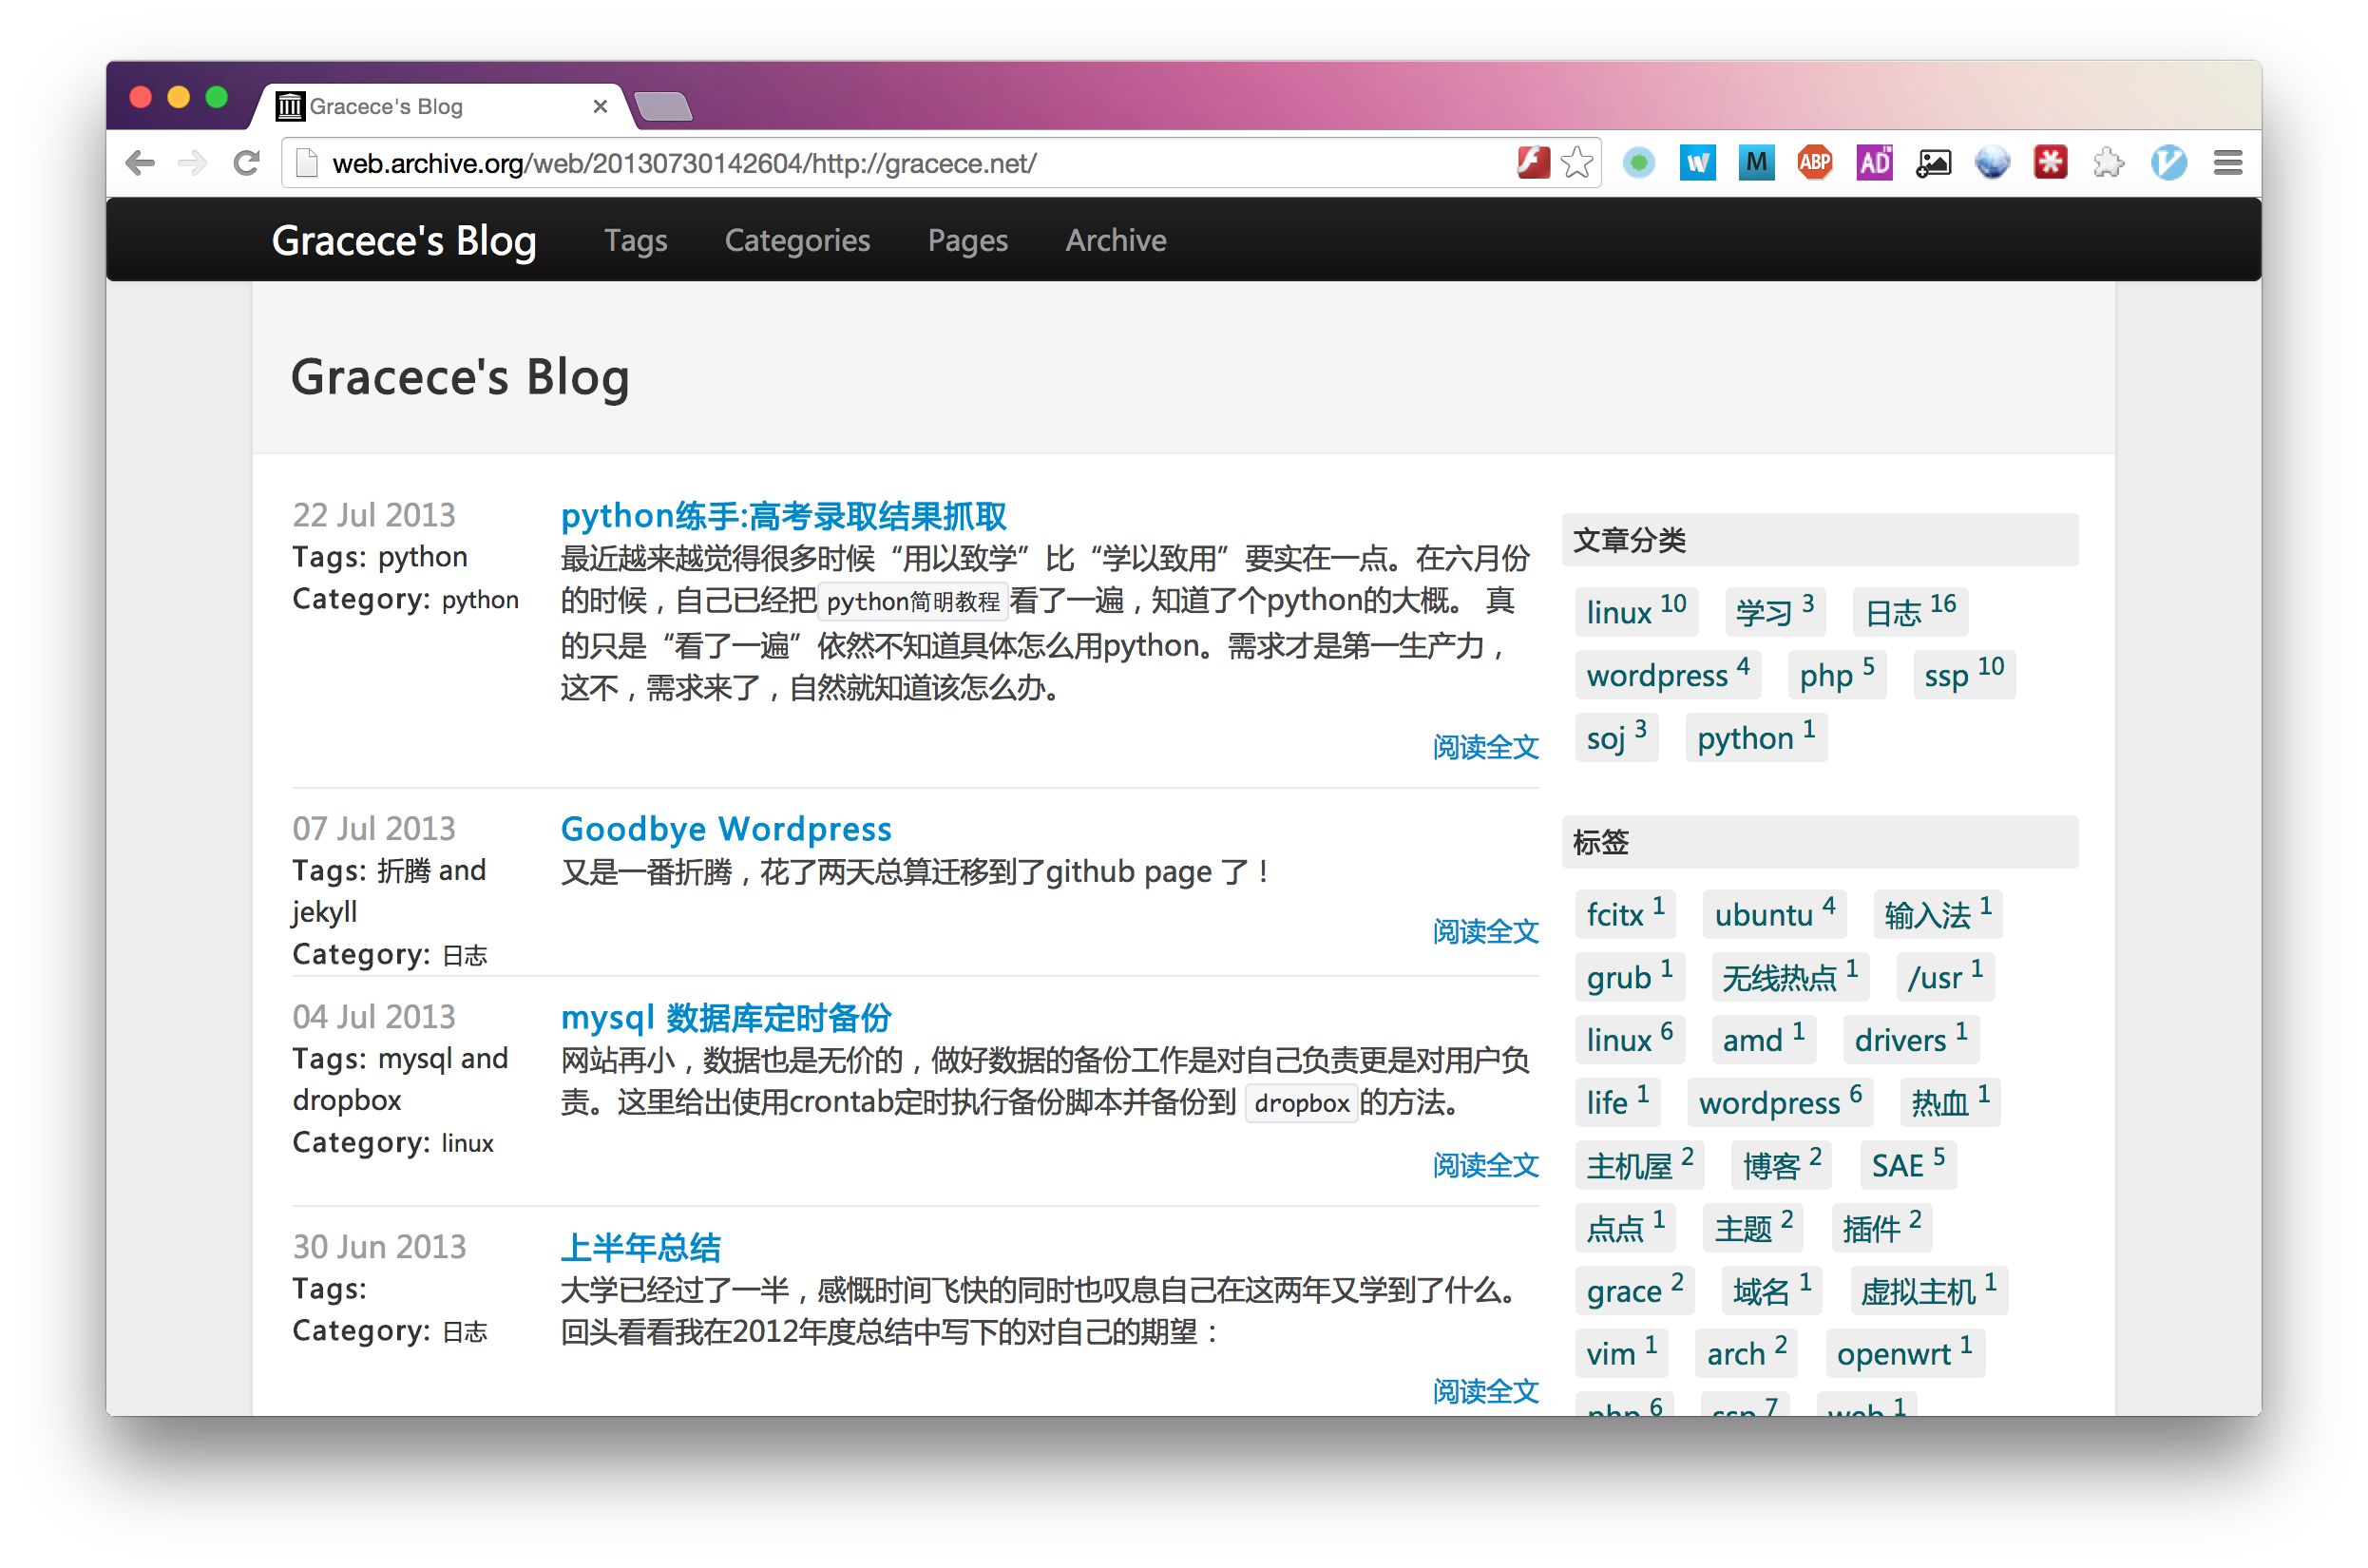 Gracece's Blog
web.archive.org/web/20130730142604/http://gracece.net/
W M ABP AD
Gracece's Blog Tags Categories Pages Archive
Gracece's Blog
22 Jul 2013
Tags: python
Category: python
python练手:高考录取结果抓取
最近越来越觉得很多时候“用以致学”比“学以致用”要实在一点。在六月份
的时候，自己已经把python简明教程看了一遍，知道了个python的大概。 真
的只是“看了一遍”依然不知道具体怎么用python。需求才是第一生产力，
这不，需求来了，自然就知道该怎么办。
阅读全文
07 Jul 2013
Tags: 折腾 and
jekyll
Category: 日志
Goodbye Wordpress
又是一番折腾，花了两天总算迁移到了github page 了！
阅读全文
04 Jul 2013
Tags: mysql and
dropbox
Category: linux
mysql 数据库定时备份
网站再小，数据也是无价的，做好数据的备份工作是对自己负责更是对用户负
责。这里给出使用crontab定时执行备份脚本并备份到 dropbox的方法。
阅读全文
30 Jun 2013
Tags:
Category: 日志
上半年总结
大学已经过了一半，感慨时间飞快的同时也叹息自己在这两年又学到了什么。
回头看看我在2012年度总结中写下的对自己的期望：
阅读全文
文章分类
linux 10 学习 3 日志 16
wordpress 4 php 5 ssp 10
soj 3 python 1
标签
fcitx 1 ubuntu 4 输入法 1
grub 1 无线热点 1 /usr 1
linux 6 amd 1 drivers 1
life 1 wordpress 6 热血 1
主机屋 2 博客 2 SAE 5
点点 1 主题 2 插件 2
grace 2 域名 1 虚拟主机 1
vim 1 arch 2 openwrt 1
php 6 ssp 7 web 1